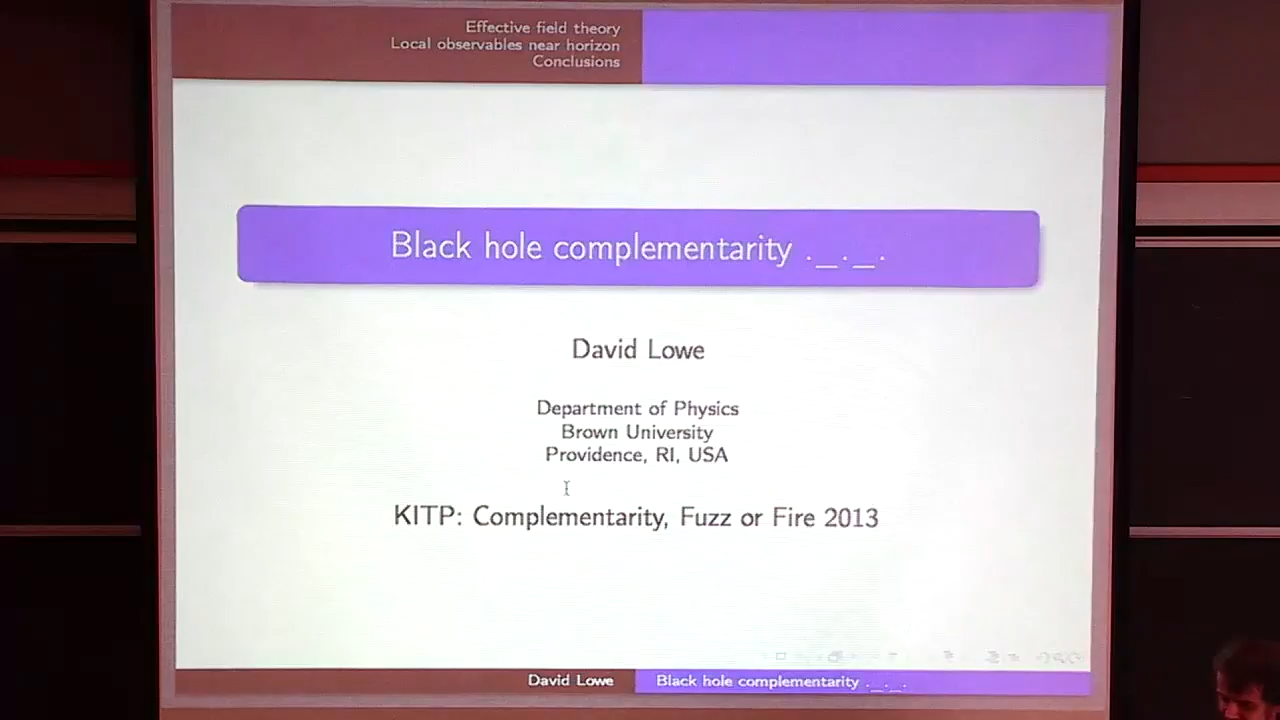 Effective field theory
Local observables near horizon
Conclusions
Black hole complementarity ._._.
David Lowe
Department of Physics
Brown University
Providence, RI, USA
KITP: Complementarity, Fuzz or Fire 2013
David Lowe
Black hole complementarity ._._.